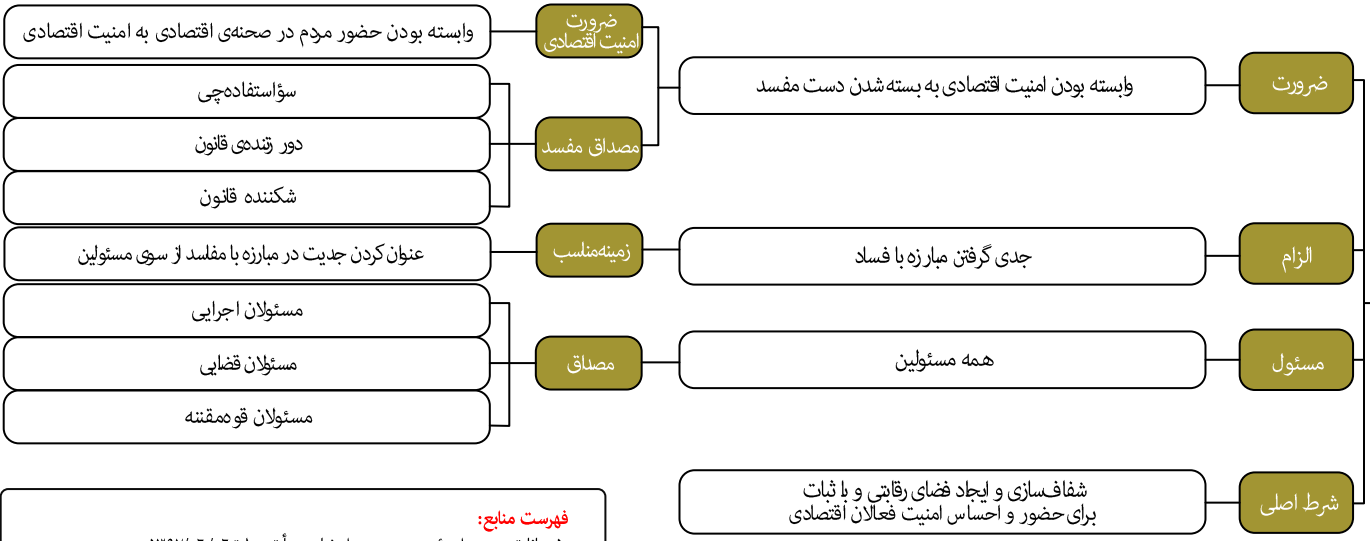 ضرورت
وابسته بودن امنیت اقتصادی به بسته شدن دست مفسد
ضرورت
امنیت اقتصادی
وابسته بودن حضور مردم در صحنه‌ی اقتصادی به امنیت اقتصادی
مصداق مفسد
سؤاستفاده‌چی
دور زننده‌ی قانون
شکننده قانون
الزام
جدی گرفتن مبارزه با فساد
زمینه‌مناسب
عنوان کردن جدیت در مبارزه با مفاسد از سوی مسئولین
مسئول
همه مسئولین
مصداق
مسئولان اجرایی
مسئولان قضایی
مسئولان قوه‌مقننه
شرط اصلی
شفاف‌سازی و ایجاد فضای رقابتی و با ثبات
برای حضور و احساس امنیت فعالان اقتصادی
فهرست منابع: